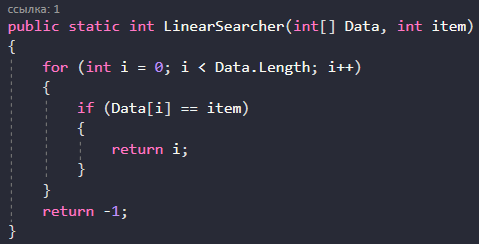 ссылка: 1
public static int LinearSearcher(int[] Data, int item)
{
    for (int i = 0; i < Data.Length; i++)
    {
        if (Data[i] == item)
        {
            return i;
        }
    }
    return -1;
}